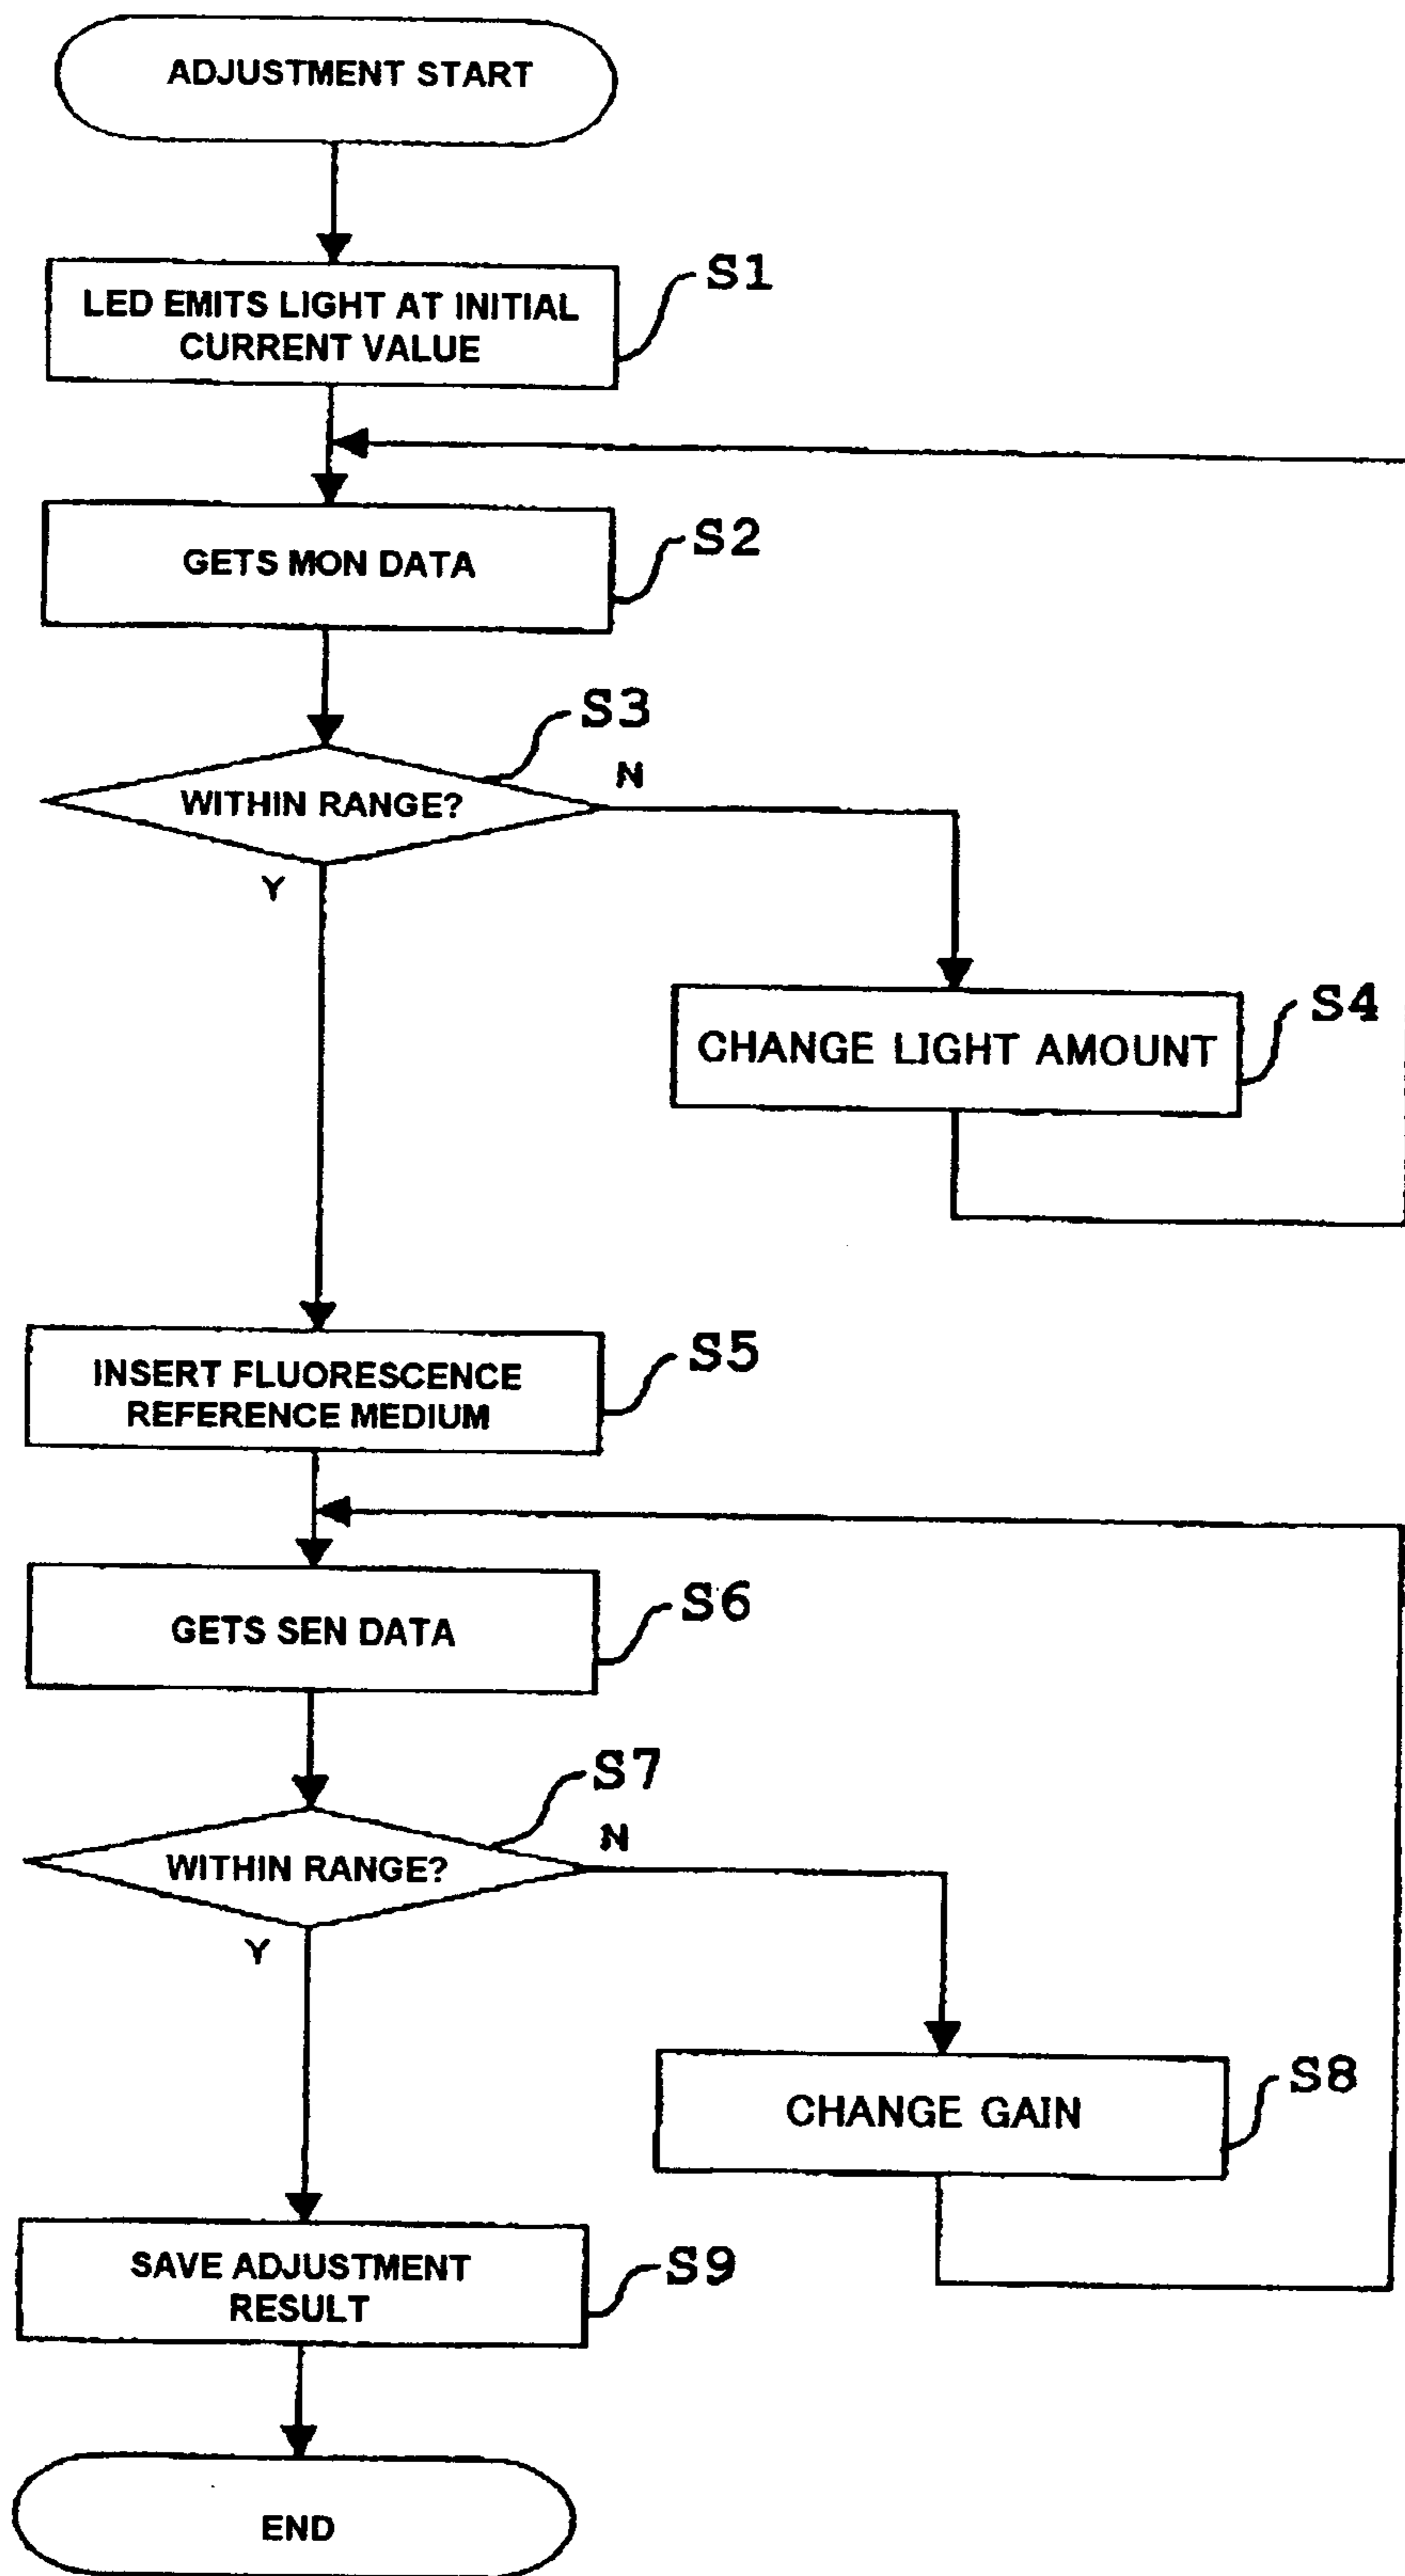 ADJUSTMENT START
LED EMITS LIGHT AT INITIAL
CURRENT VALUE
S1
GETS MON DATA
S2
S3
WITHIN RANGE?
N
Y
CHANGE LIGHT AMOUNT
S4
INSERT FLUORESCENCE
REFERENCE MEDIUM
S5
GETS SEN DATA
S6
S7
WITHIN RANGE?
N
Y
CHANGE GAIN
S8
SAVE ADJUSTMENT
RESULT
S9
END